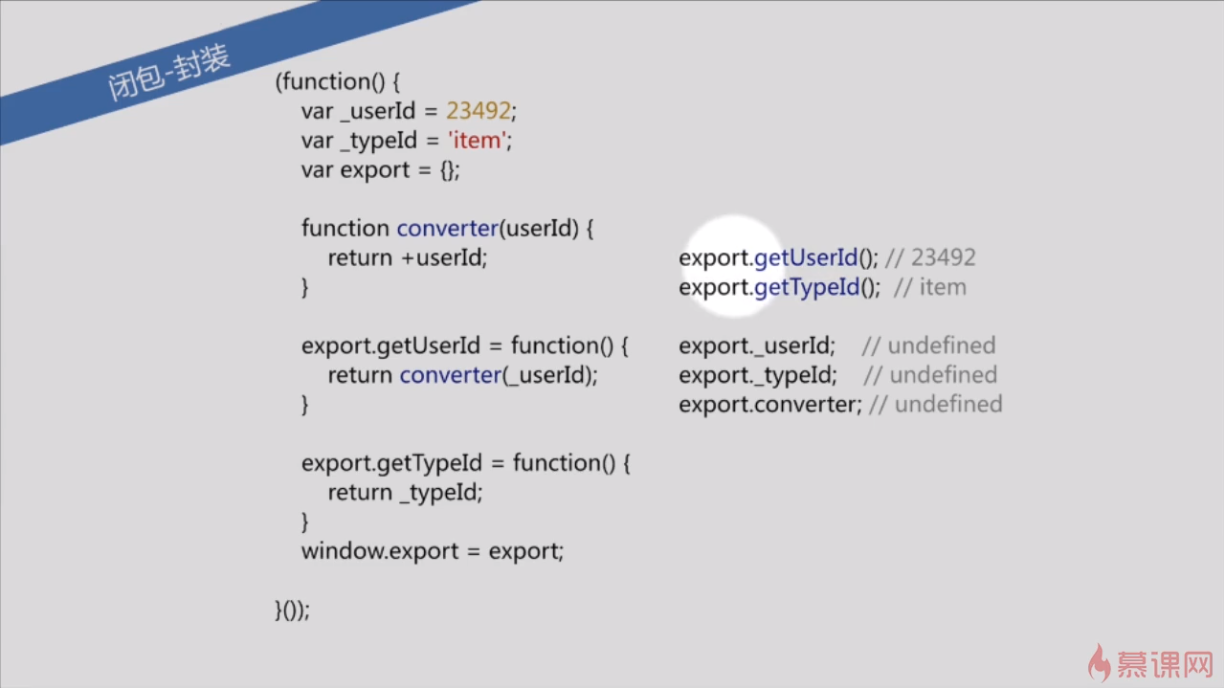 闭包-封装
(function() {
var _userId = 23492;
var _typeId = 'item';
var export = {};
function converter(userId) {
return +userId;
}
export.getUserId = function() {
return converter(_userId);
}
export.getTypeId = function() {
return _typeId;
}
window.export = export;
}());
export.getUserId(); // 23492
export.getTypeId(); // item
export._userId; // undefined
export._typeId; // undefined
export.converter; // undefined
慕课网